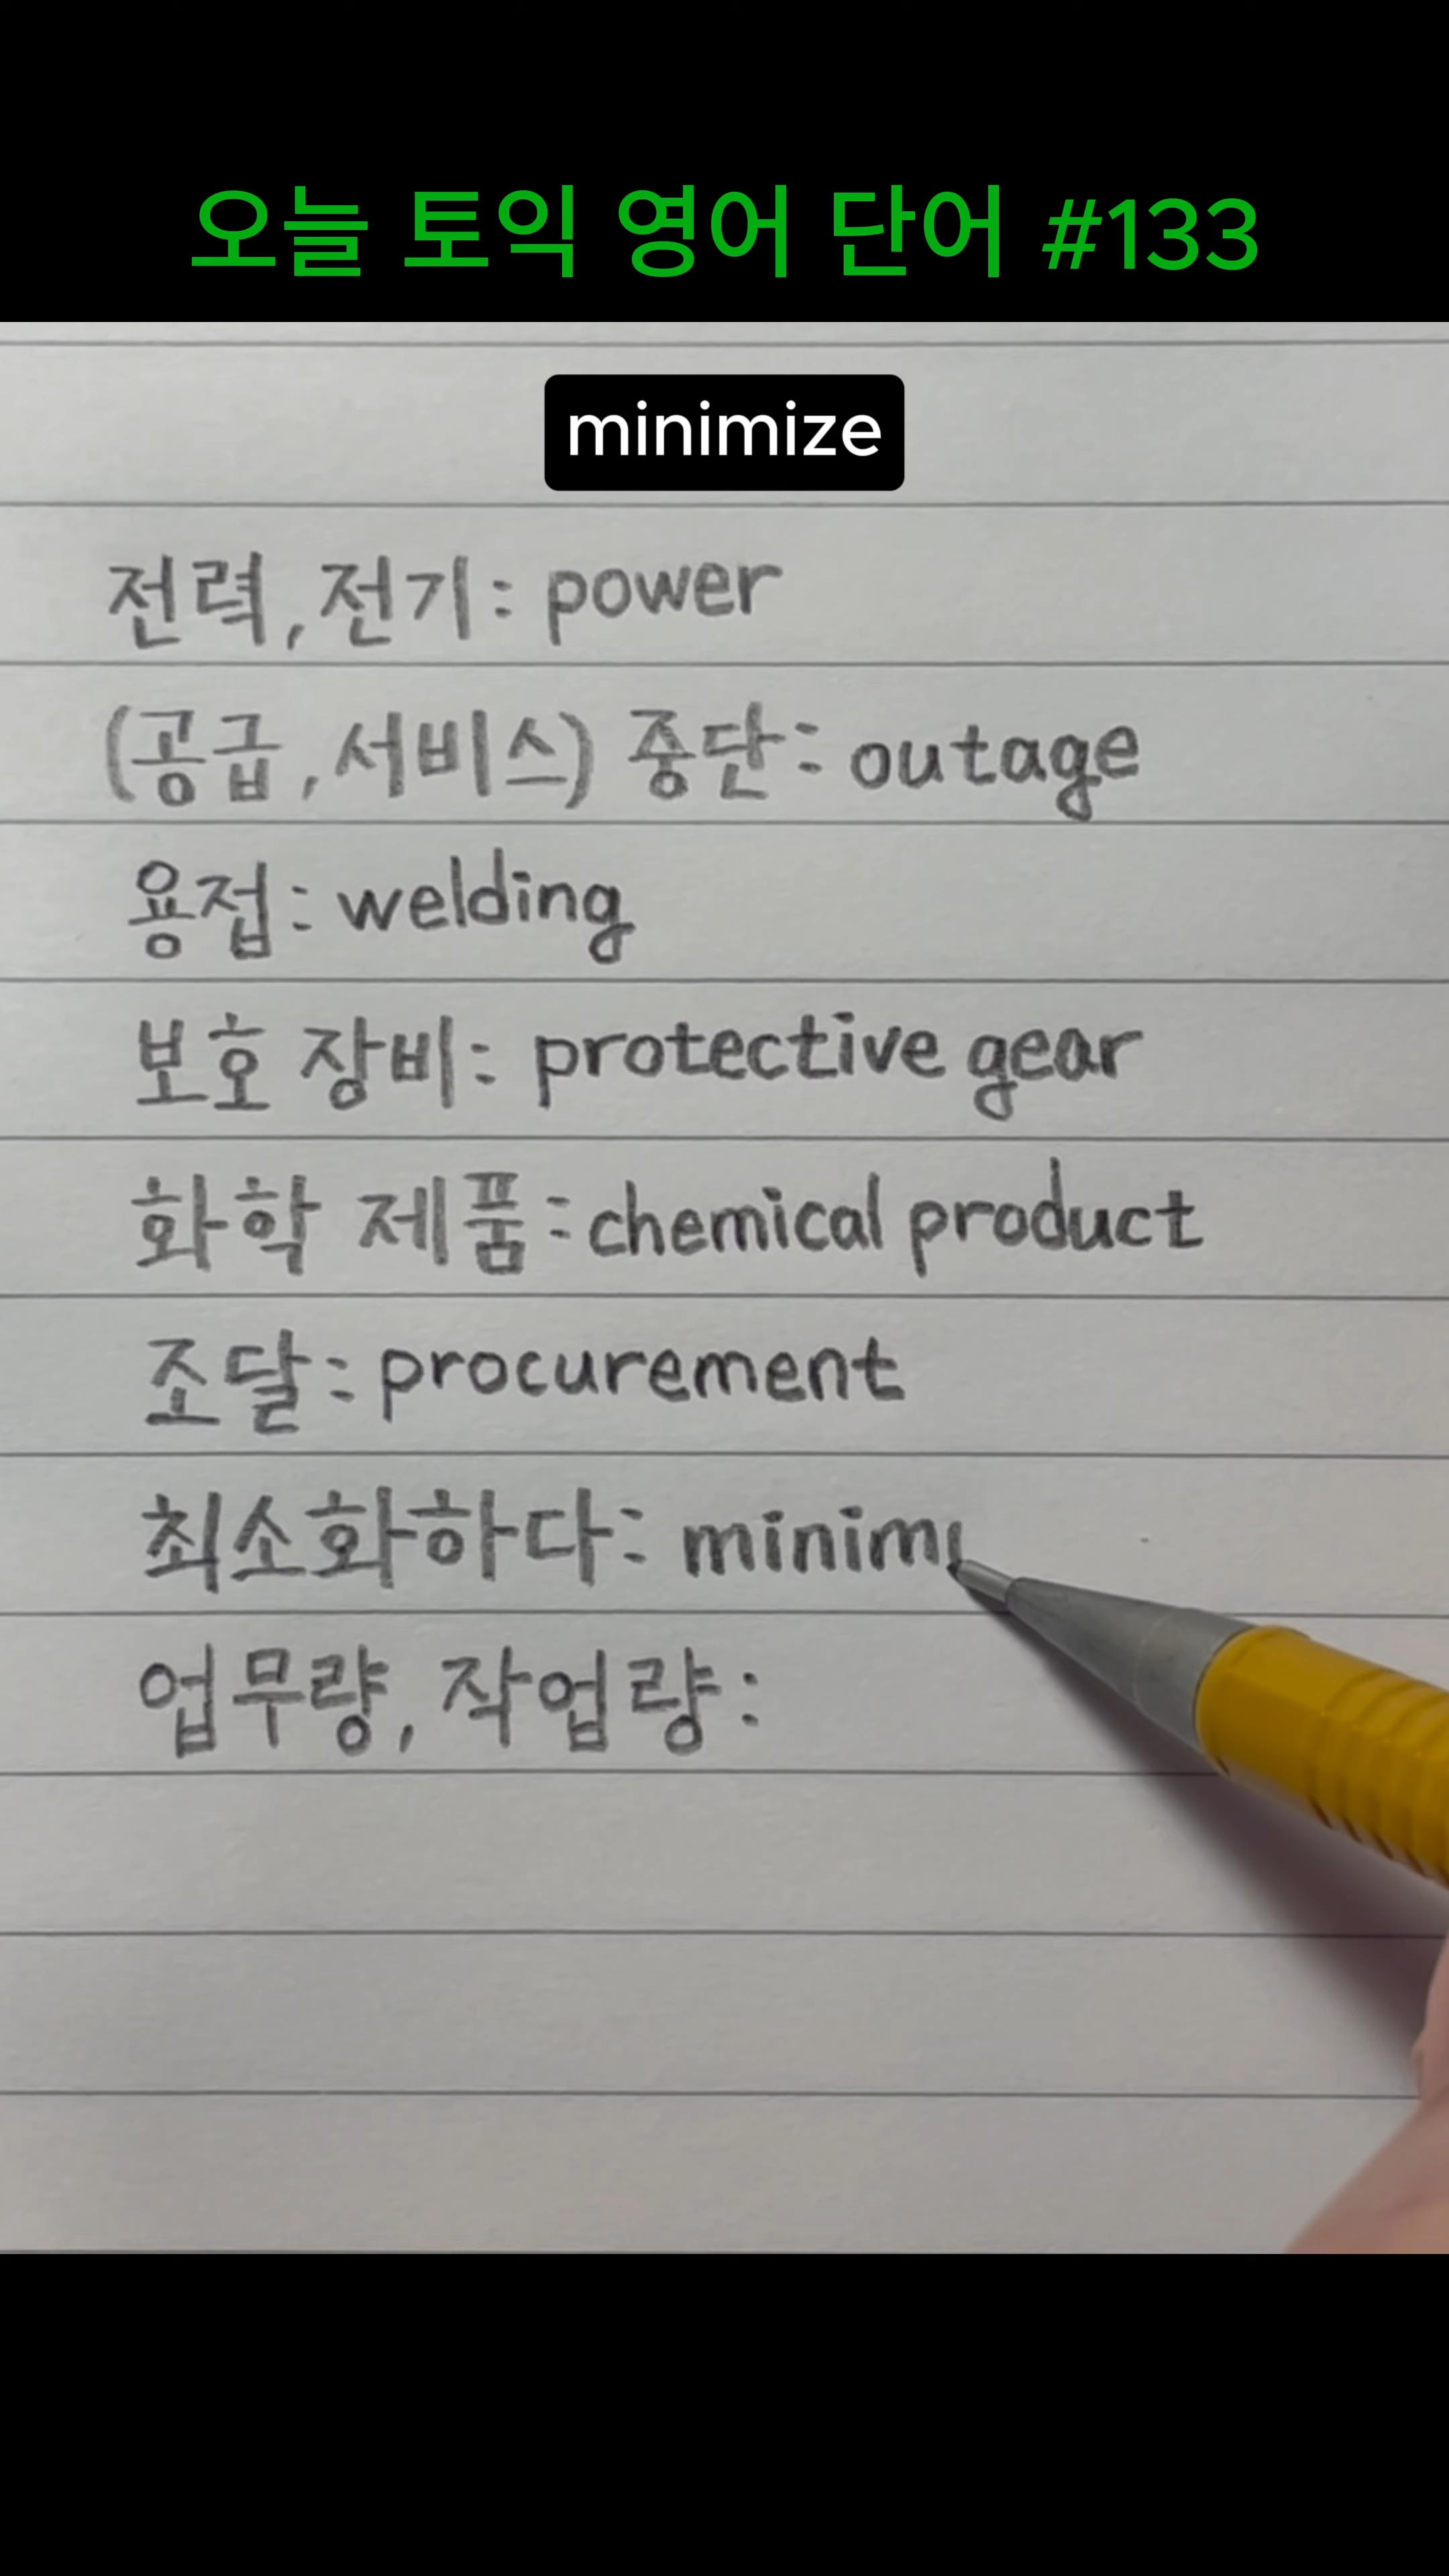 오늘 토익 영어 단어 #133
minimize
전력, 전기: power
(공급, 서비스) 중단: outage
용접: welding
보호 장비: protective gear
화학 제품: chemical product
조달: procurement
최소화하다: minimi
업무량, 작업량: